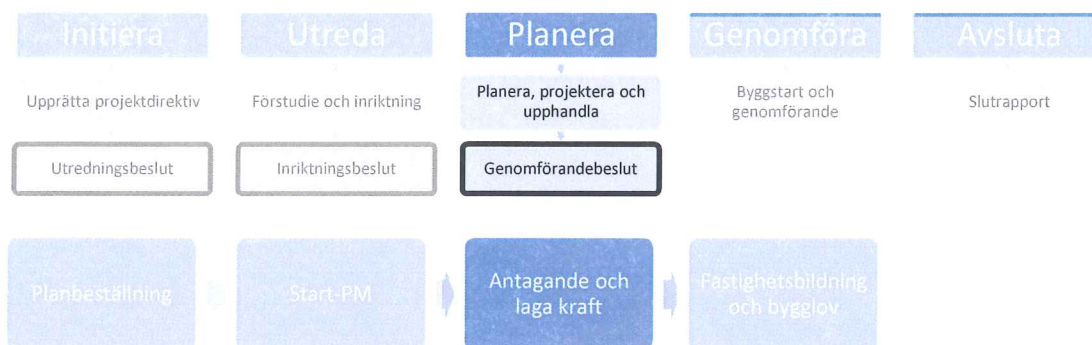 Initiera
Utreda
Planera
Genomföra
Avsluta
Upprätta projektdirektiv
Förstudie och inriktning
Planera, projektera och
upphandla
Byggstart och
genomförande
Slutrapport
Utredningsbeslut
Inriktningsbeslut
Genomförandebeslut
Planbeställning
Start-PM
Antagande och
laga kraft
Fastighetsbildning
och bygglov